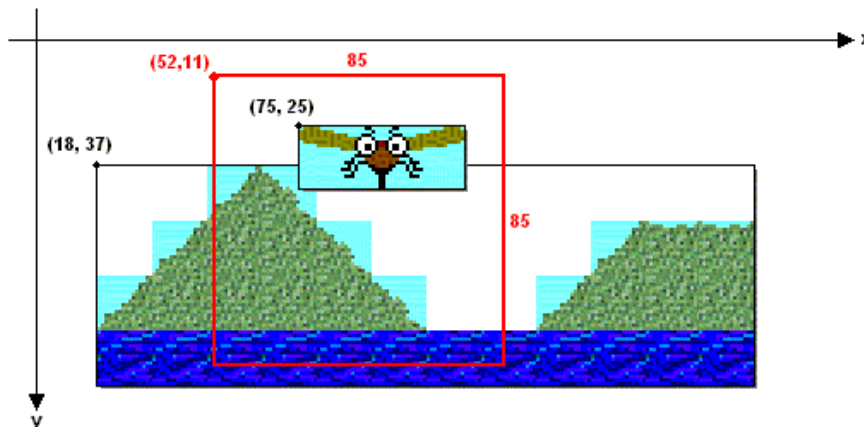 x
(52,11)
85
(75, 25)
(18, 37)
85
y